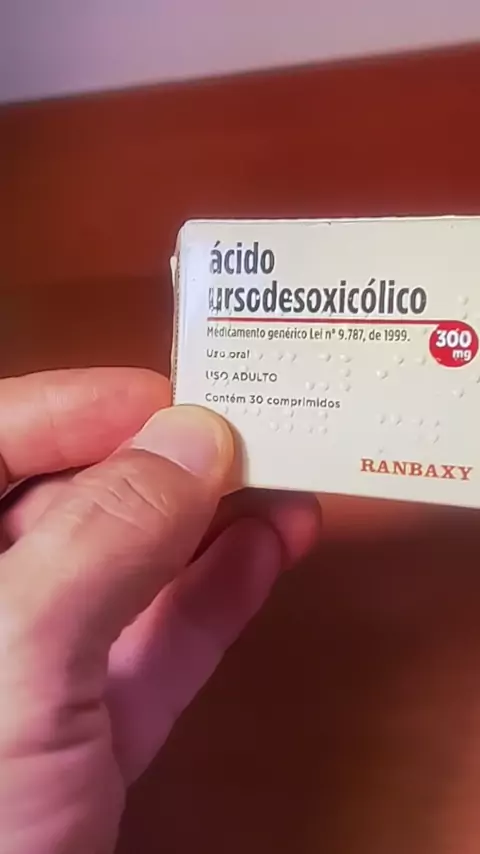 ácido
ursodesoxicólico
Medicamento genérico Lei nº 9.787, de 1999.
300
mg
Uso oral
USO ADULTO
Contém 30 comprimidos
RANBAXY